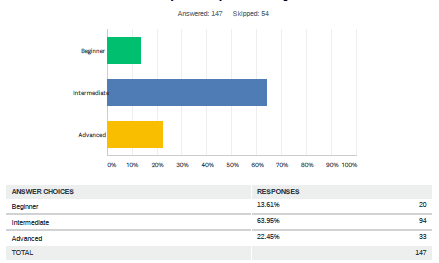 Answered: 147 Skipped: 54
Beginner
Intermediate
Advanced
0% 10% 20% 30% 40% 50% 60% 70% 80% 90% 100%
ANSWER CHOICES RESPONSES
Beginner 13.61% 20
Intermediate 63.95% 94
Advanced 22.45% 33
TOTAL 147